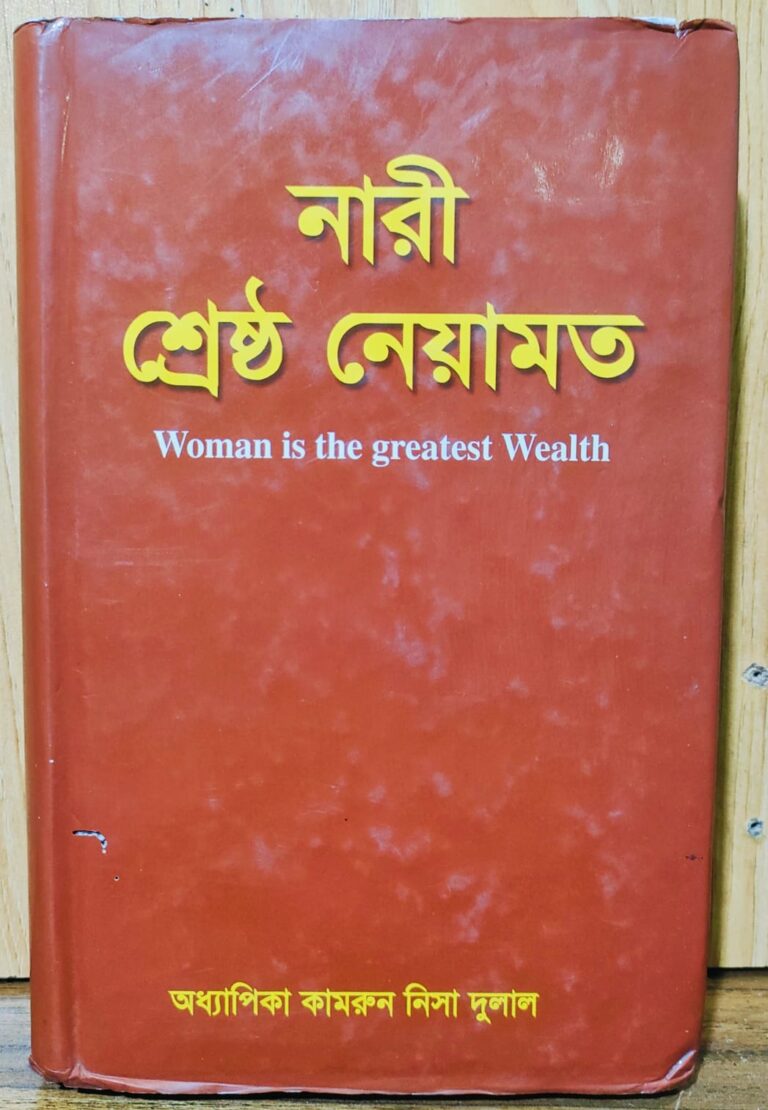 নারী
শ্রেষ্ঠ নেয়ামত
Woman is the greatest Wealth
অধ্যাপিকা কামরুন নিসা দুলাল